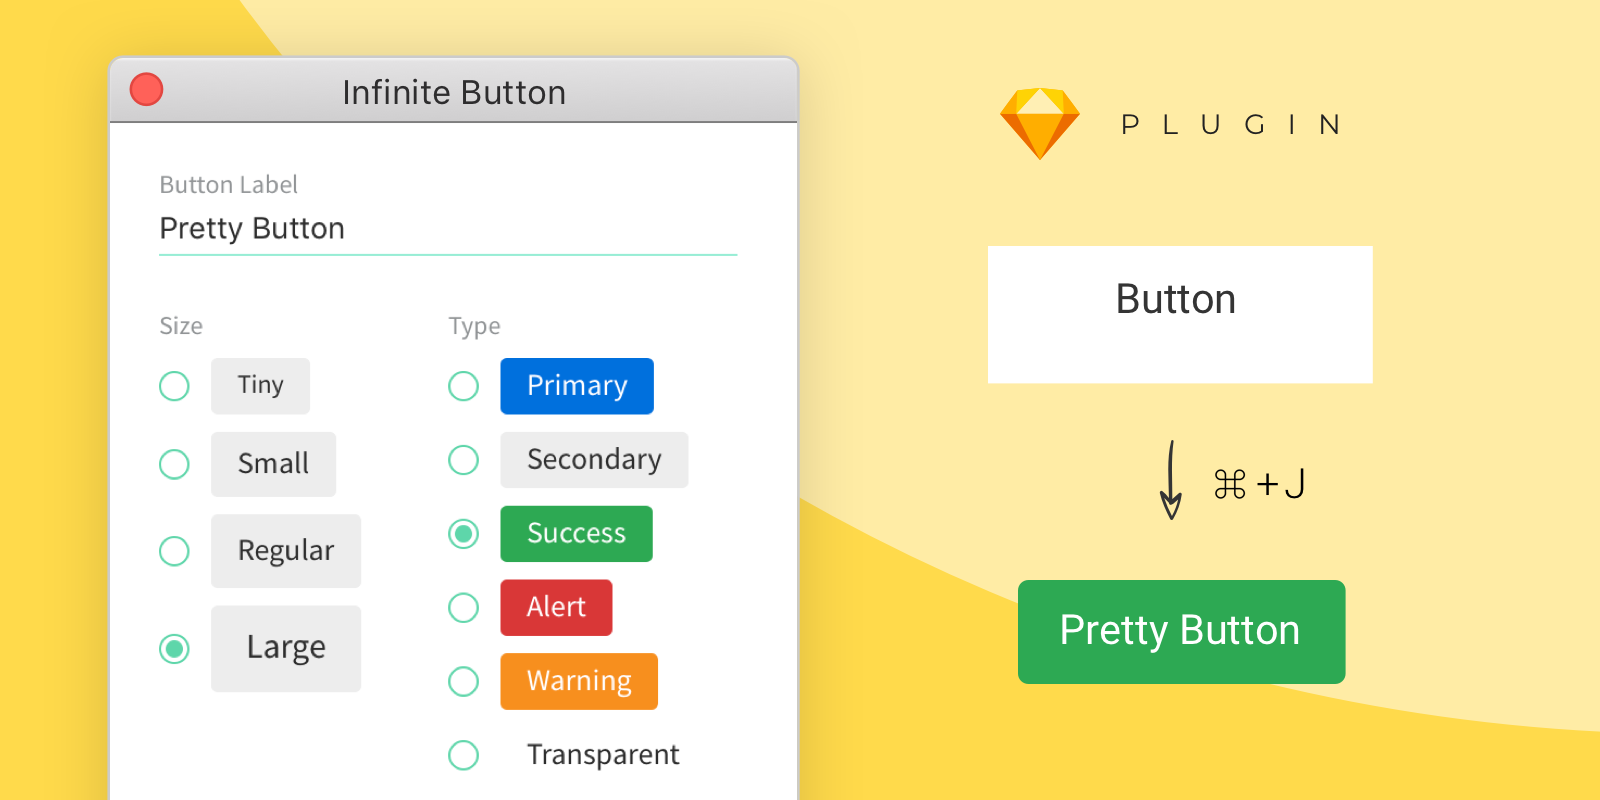 Infinite Button
Button Label
Pretty Button
Size
Tiny
Small
Regular
Large
Type
Primary
Secondary
Success
Alert
Warning
Transparent
PLUGIN
Button
⌘+J
Pretty Button